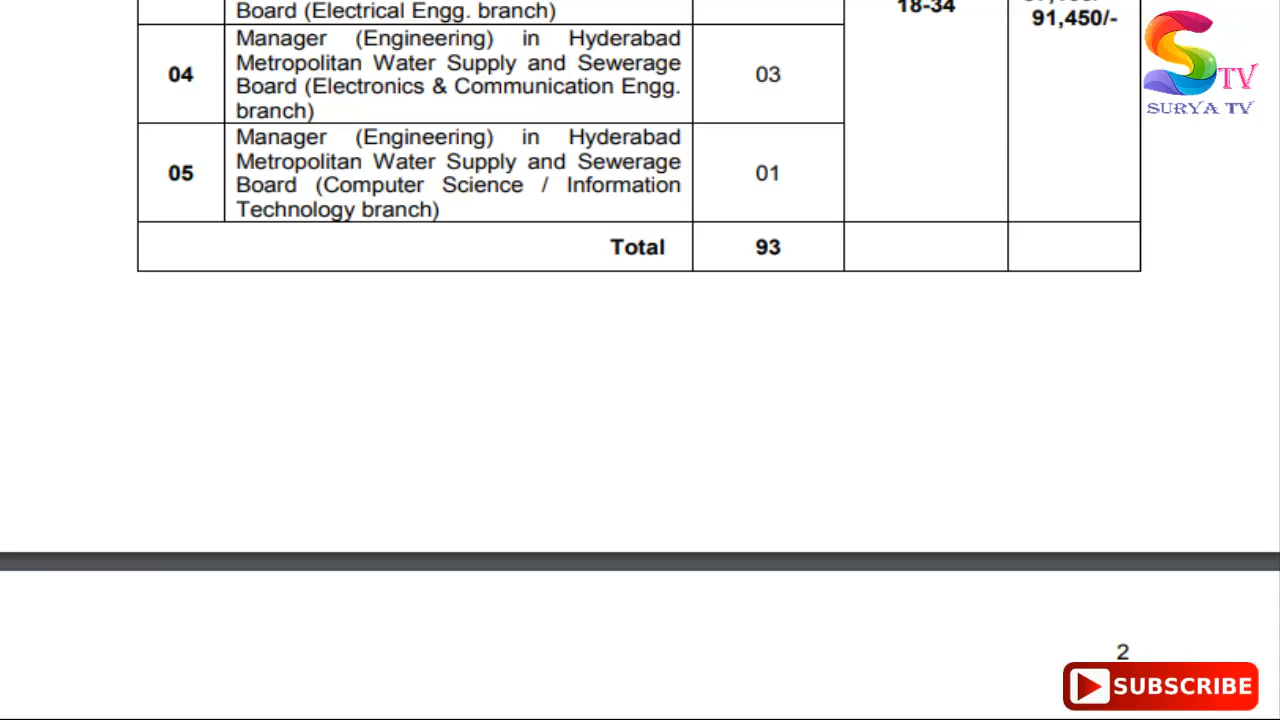 Board (Electrical Engg. branch)
18-34
91,450/-
04
Manager (Engineering) in Hyderabad
Metropolitan Water Supply and Sewerage
Board (Electronics & Communication Engg.
branch)
03
05
Manager (Engineering) in Hyderabad
Metropolitan Water Supply and Sewerage
Board (Computer Science / Information
Technology branch)
01
Total
93
TV
SURYA TV
2
SUBSCRIBE